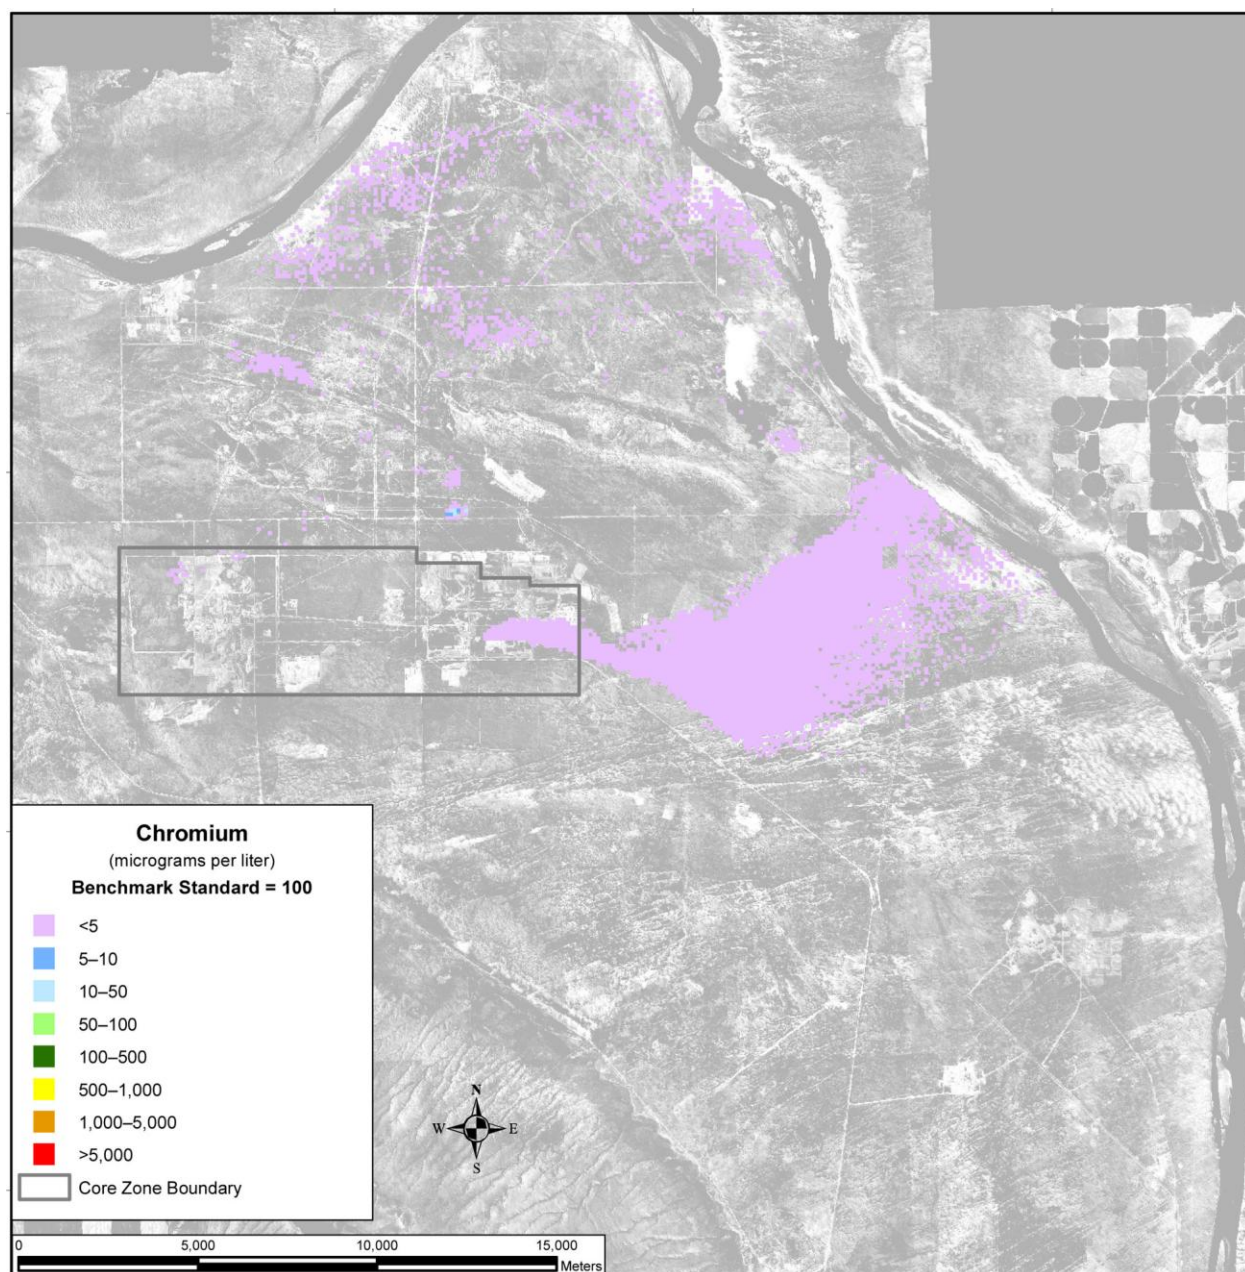 Chromium
(micrograms per liter)
Benchmark Standard = 100
<5
5–10
10–50
50–100
100–500
500–1,000
1,000–5,000
>5,000
Core Zone Boundary
N
W E
S
0 5,000 10,000 15,000
Meters